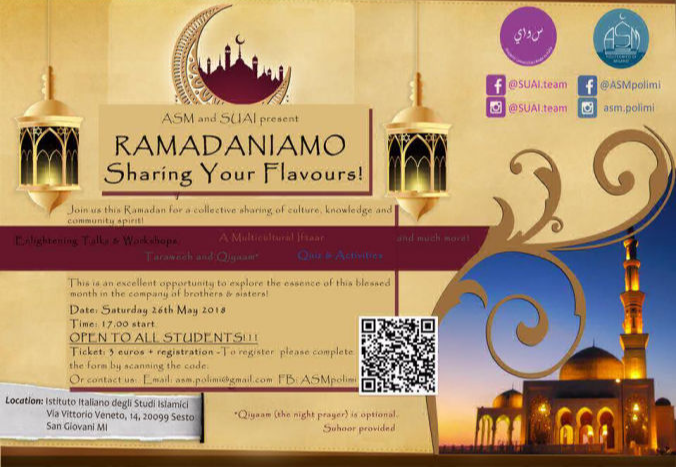 س واي
ASM
@SUAI.team
@ASMpolimi
@SUAI.team
asm.polimi
ASM and SUAI present
RAMADANIAMO
Sharing Your Flavours!
Join us this Ramadan for a collective sharing of culture, knowledge and
community spirit!
Enlightening Talks & Workshops
A Multicultural Iftaar
and much more!
Taraweeh and Qiyaam*
Quiz & Activities
This is an excellent opportunity to explore the essence of this blessed
month in the company of brothers & sisters!
Date: Saturday 26th May 2018
Time: 17.00 start
OPEN TO ALL STUDENTS!!!
Ticket: 3 euros + registration -To register please complete
the form by scanning the code.
Or contact us: Email: asm.polimi@gmail.com FB: ASMpolimi
Location: Istituto Italiano degli Studi Islamici
Via Vittorio Veneto, 14, 20099 Sesto
San Giovani MI
*Qiyaam (the night prayer) is optional.
Suhoor provided